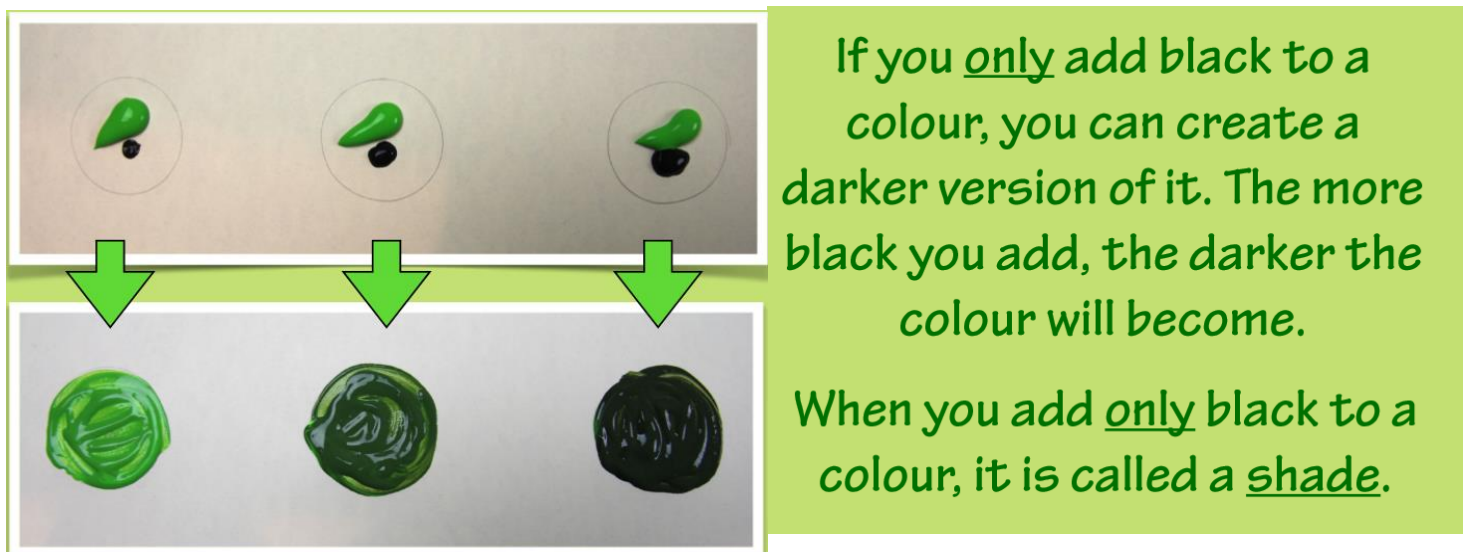 If you only add black to a
colour, you can create a
darker version of it. The more
black you add, the darker the
colour will become.
When you add only black to a
colour, it is called a shade.